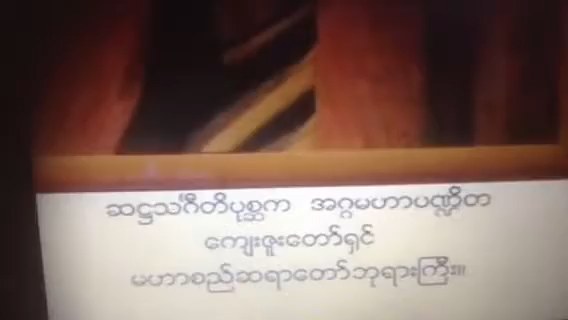 ဆဋ္ဌသင်္ဂီတိပုစ္ဆက အဂ္ဂမဟာပဏ္ဍိတ
ကျေးဇူးတော်ရှင်
မဟာစည်ဆရာတော်ဘုရားကြီး။